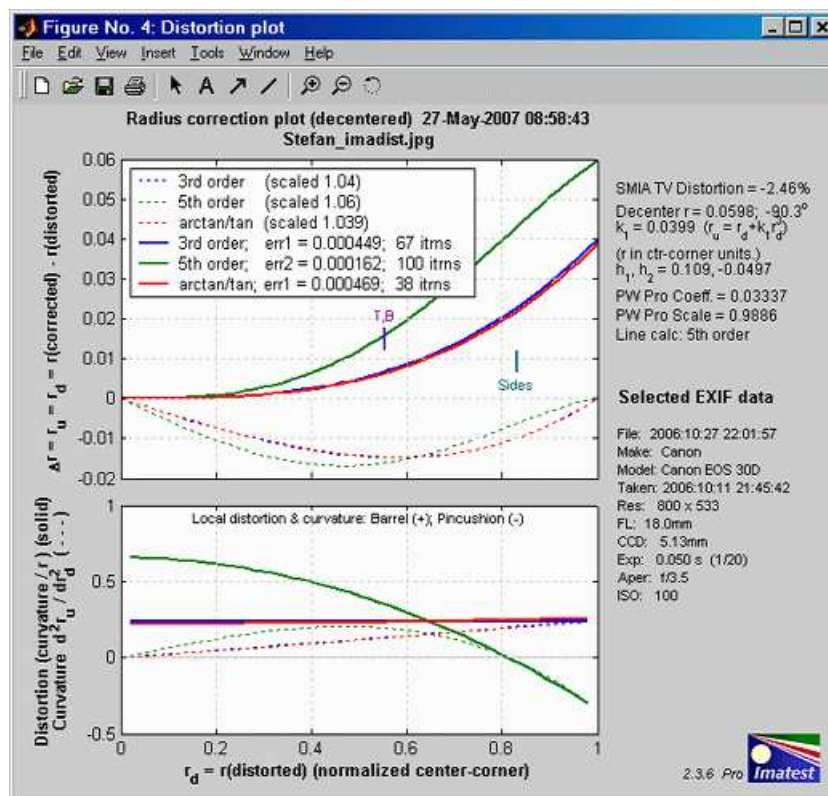 Figure No. 4: Distortion plot
File Edit View Insert Tools Window Help
Radius correction plot (decentered) 27-May-2007 08:58:43
Stefan_imadist.jpg
0.06
0.05
0.04
0.03
0.02
0.01
0
-0.01
-0.02
Δr = r_u = r_d = r(corrected) - r(distorted)
3rd order (scaled 1.04)
5th order (scaled 1.06)
arctan/tan (scaled 1.039)
3rd order; err1 = 0.000449; 67 itrns
5th order; err2 = 0.000162; 100 itrns
arctan/tan; err1 = 0.000469; 38 itrns
T,B
Sides
SMIA TV Distortion = -2.46%
Decenter r = 0.0598; -90.3°
k_1 = 0.0399 (r_u = r_d+k_1r_d^3)
(r in ctr-corner units.)
h_1, h_2 = 0.109, -0.0497
PW Pro Coeff. = 0.03337
PW Pro Scale = 0.9886
Line calc: 5th order
Selected EXIF data
File: 2006:10:27 22:01:57
Make: Canon
Model: Canon EOS 30D
Taken: 2006:10:11 21:45:42
Res: 800 x 533
FL: 18.0mm
CCD: 5.13mm
Exp: 0.050 s (1/20)
Aper: f/3.5
ISO: 100
Local distortion & curvature: Barrel (+); Pincushion (-)
1
0.5
0
-0.5
Distortion (curvature / r) (solid)
Curvature d^2r_u / dr_d^2 ( - - - )
0 0.2 0.4 0.6 0.8 1
r_d = r(distorted) (normalized center-corner)
2.3.6 Pro
Imatest